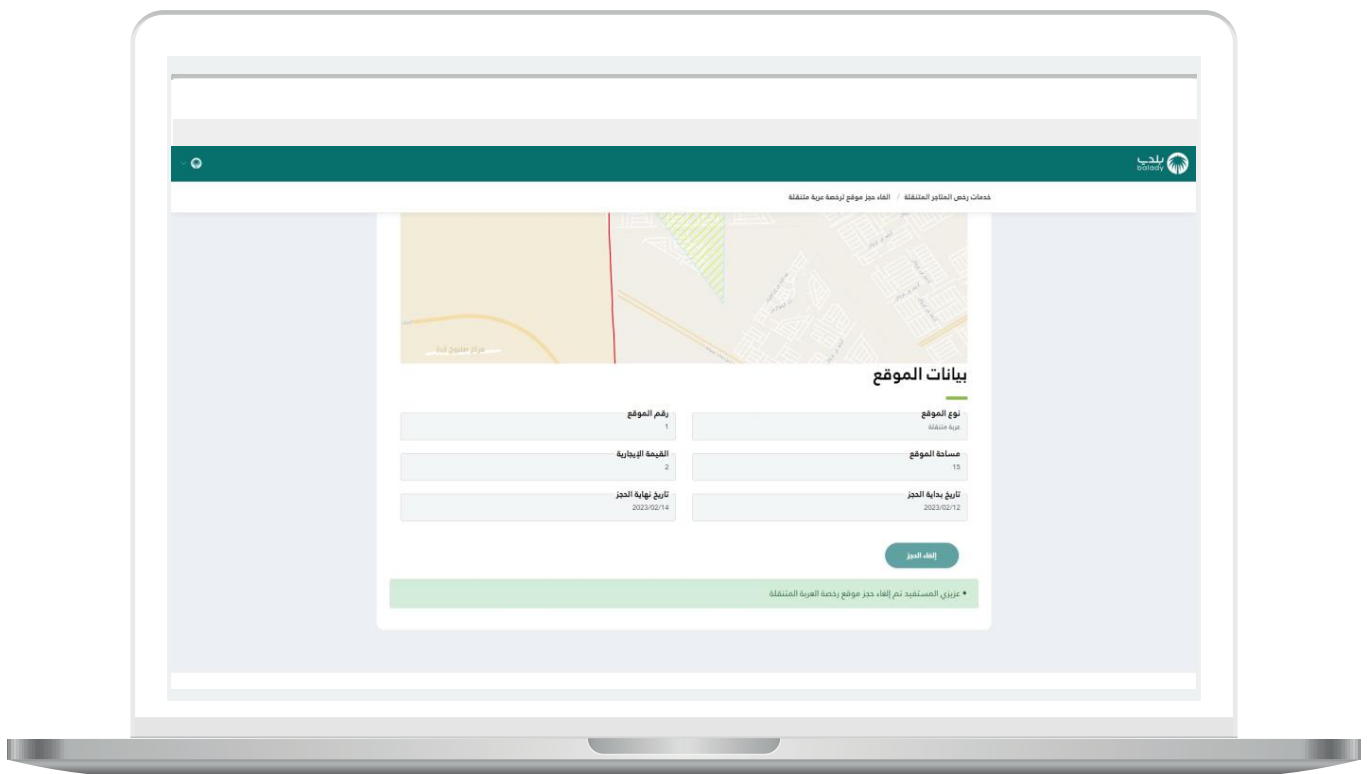 بلدي
balady
خدمات رخص المتاجر المتنقلة / الغاء حجز موقع لرخصة عربة متنقلة
بيانات الموقع
نوع الموقع
عربة متنقلة
رقم الموقع
1
مساحة الموقع
15
القيمة الإيجارية
2
تاريخ بداية الحجز
2023/02/12
تاريخ نهاية الحجز
2023/02/14
إلغاء الحجز
• عزيزي المستفيد تم إلغاء حجز موقع رخصة العربة المتنقلة